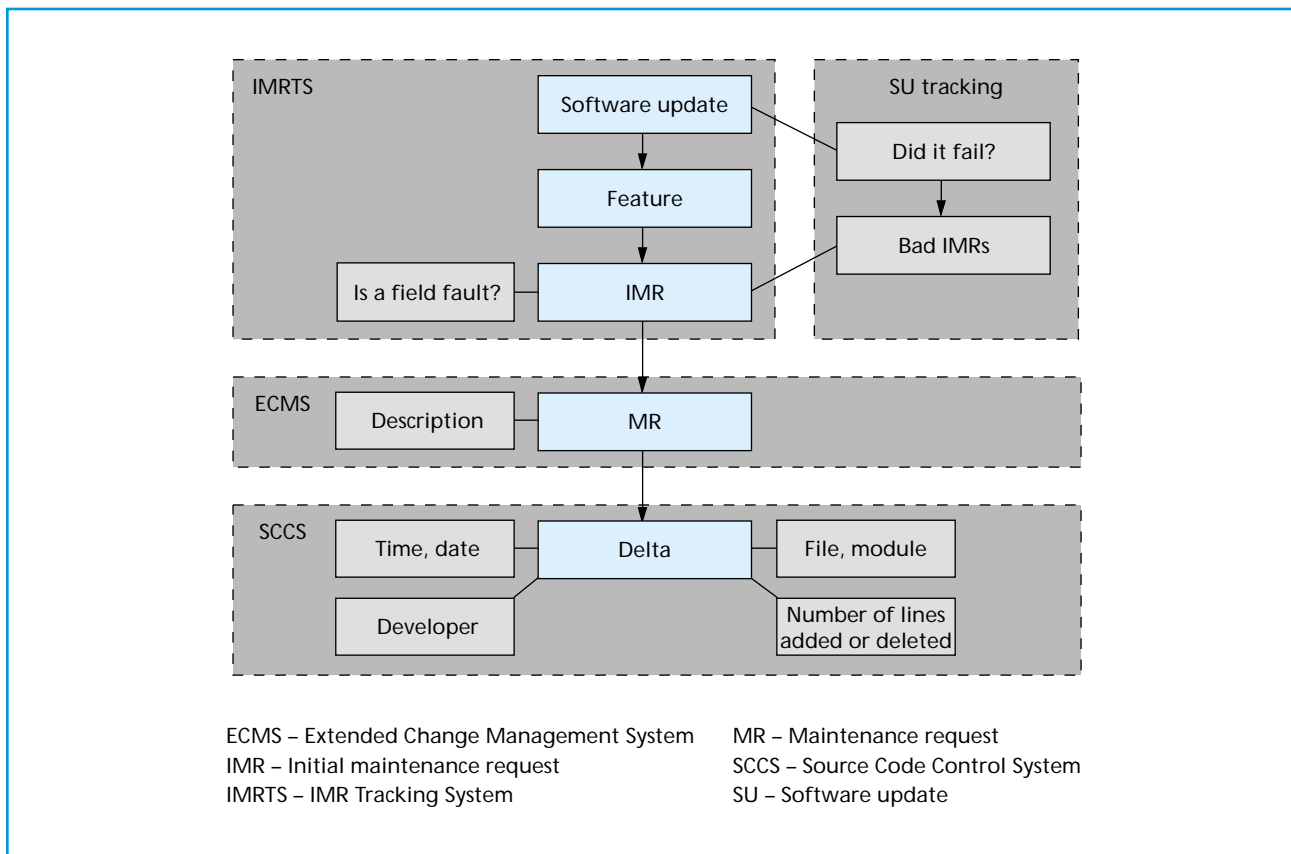 IMRTS
Software update
Feature
Is a field fault?
IMR
SU tracking
Did it fail?
Bad IMRs
ECMS
Description
MR
SCCS
Time, date
Delta
File, module
Developer
Number of lines
added or deleted
ECMS – Extended Change Management System
IMR – Initial maintenance request
IMRTS – IMR Tracking System
MR – Maintenance request
SCCS – Source Code Control System
SU – Software update